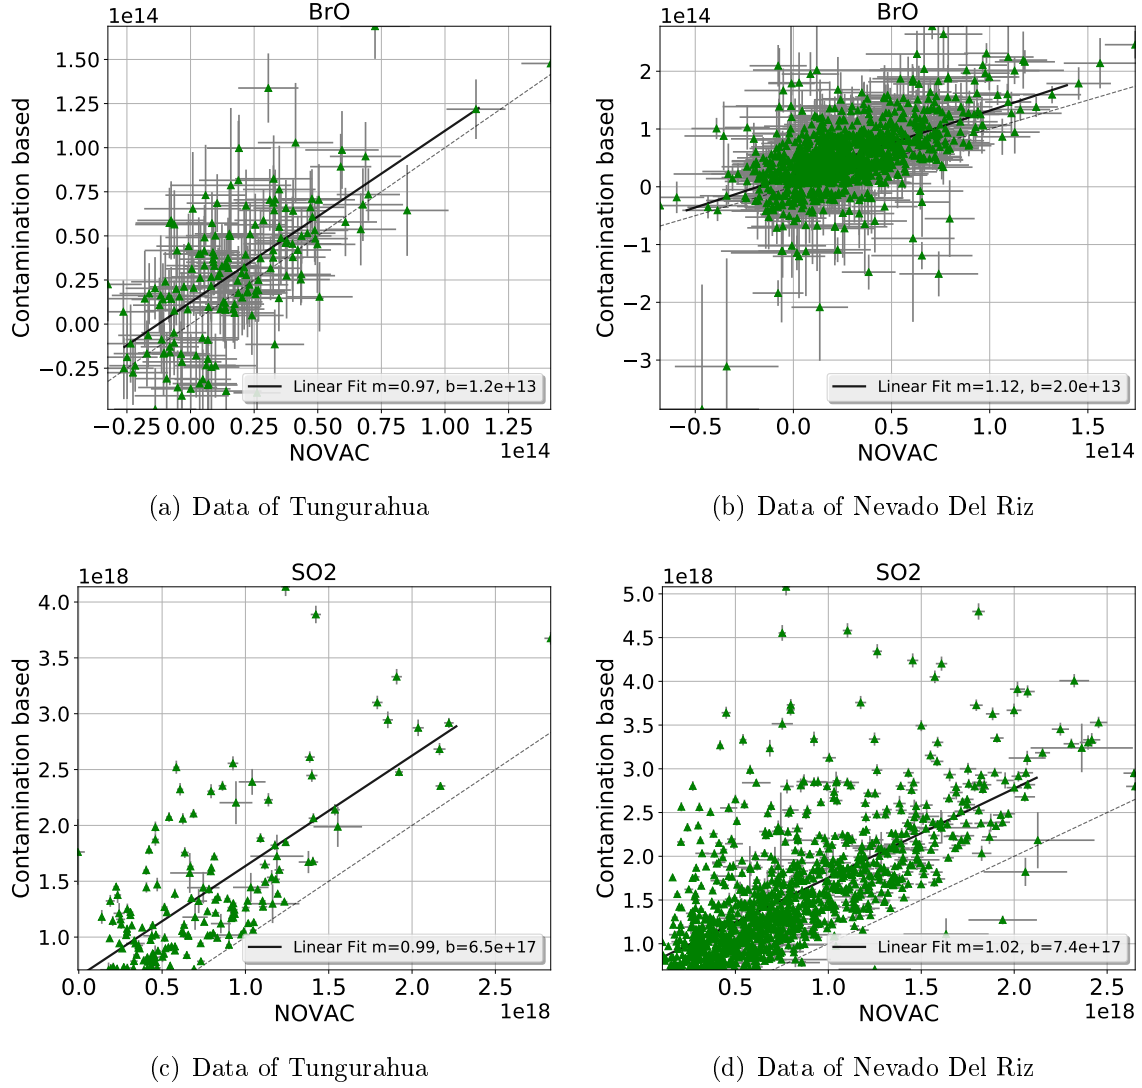 BrO
1e14
Contamination based
1.50
1.25
1.00
0.75
0.50
0.25
0.00
−0.25
Linear Fit m=0.97, b=1.2e+13
−0.25 0.00 0.25 0.50 0.75 1.00 1.25
NOVAC
1e14
(a) Data of Tungurahua
BrO
1e14
Contamination based
2
1
0
−1
−2
−3
Linear Fit m=1.12, b=2.0e+13
−0.5 0.0 0.5 1.0 1.5
NOVAC
1e14
(b) Data of Nevado Del Riz
SO2
1e18
Contamination based
4.0
3.5
3.0
2.5
2.0
1.5
1.0
Linear Fit m=0.99, b=6.5e+17
0.0 0.5 1.0 1.5 2.0 2.5
NOVAC
1e18
(c) Data of Tungurahua
SO2
1e18
Contamination based
5.0
4.5
4.0
3.5
3.0
2.5
2.0
1.5
1.0
Linear Fit m=1.02, b=7.4e+17
0.5 1.0 1.5 2.0 2.5
NOVAC
1e18
(d) Data of Nevado Del Riz